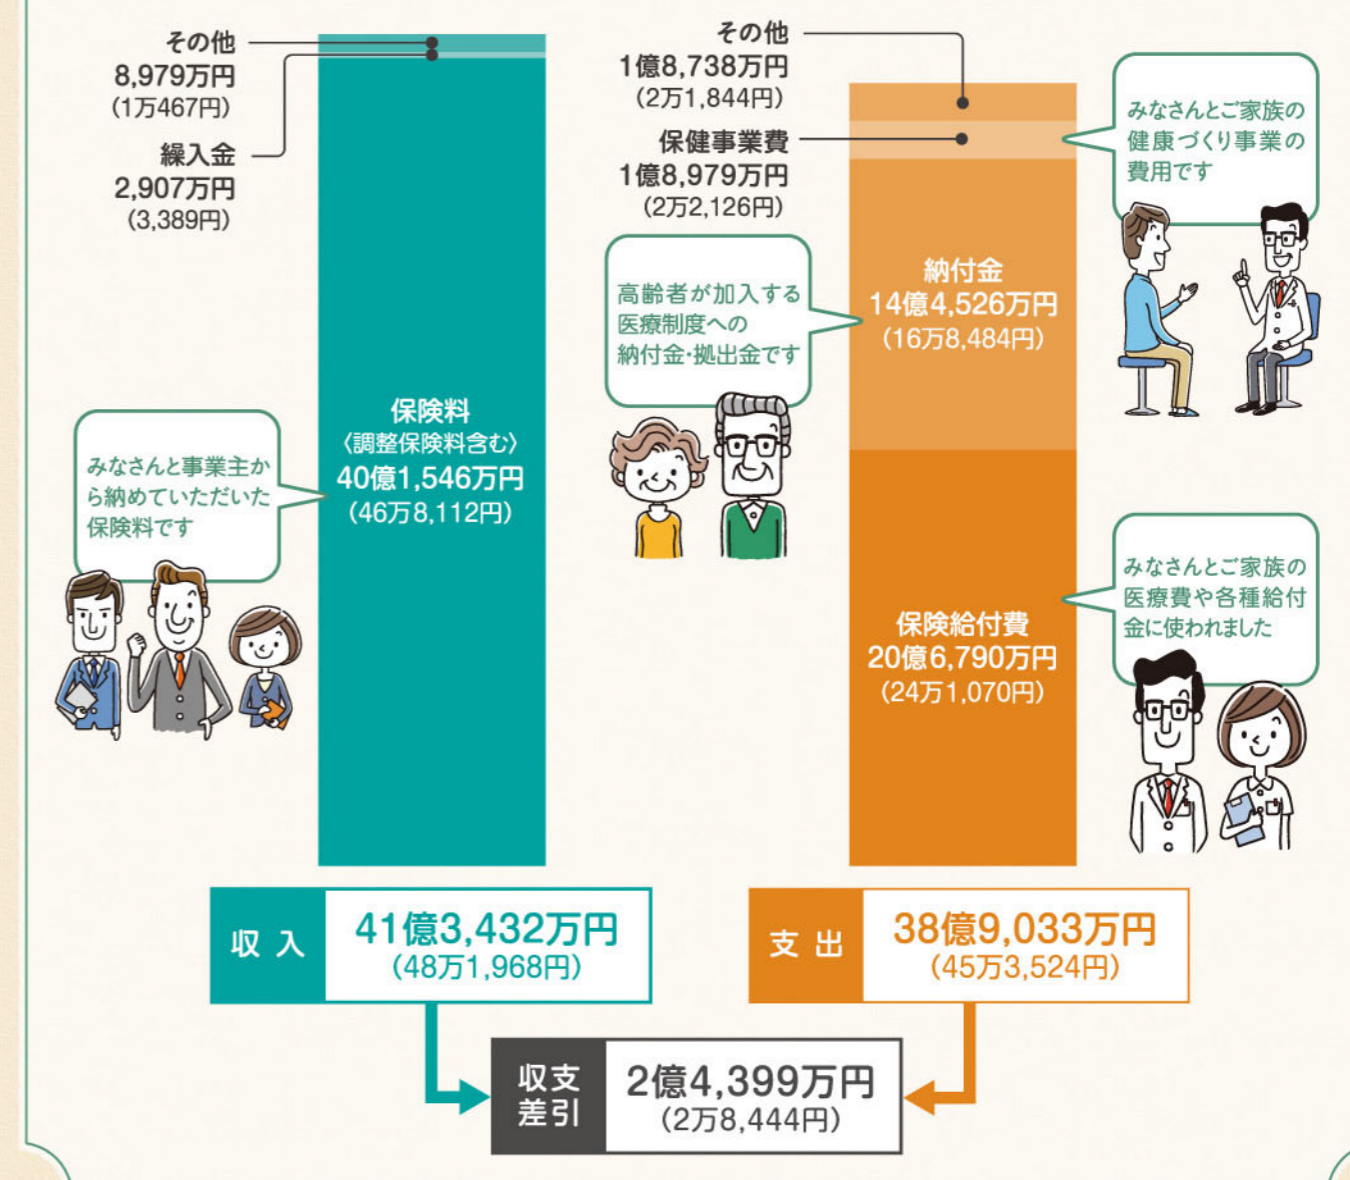 その他
8,979万円
(1万467円)
繰入金
2,907万円
(3,389円)
保険料
〈調整保険料含む〉
40億1,546万円
(46万8,112円)
みなさんと事業主か
ら納めていただいた
保険料です
その他
1億8,738万円
(2万1,844円)
保健事業費
1億8,979万円
(2万2,126円)
みなさんとご家族の
健康づくり事業の
費用です
納付金
14億4,526万円
(16万8,484円)
高齢者が加入する
医療制度への
納付金・拠出金です
保険給付費
20億6,790万円
(24万1,070円)
みなさんとご家族の
医療費や各種給付
金に使われました
収入
41億3,432万円
(48万1,968円)
支出
38億9,033万円
(45万3,524円)
収支
差引
2億4,399万円
(2万8,444円)